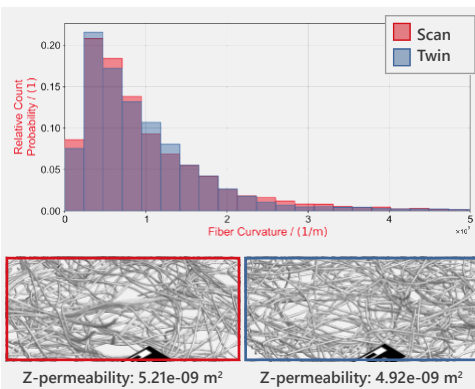 Scan
Twin
Relative Count
Probability / (1)
0.20
0.15
0.10
0.05
0.00
0 1 2 3 4 5
Fiber Curvature / (1/m)
Z-permeability: 5.21e-09 m²
Z-permeability: 4.92e-09 m²